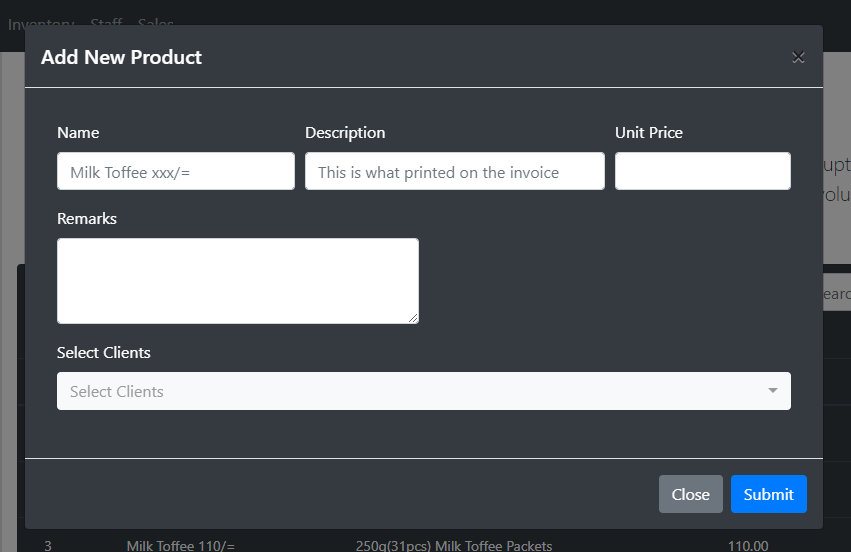 Inventory Staff Sales
Add New Product
×
Name Description Unit Price
Milk Toffee xxx/= This is what printed on the invoice
Remarks
Select Clients
Select Clients
Close Submit
3 Milk Toffee 110/= 250g(31pcs) Milk Toffee Packets 110.00